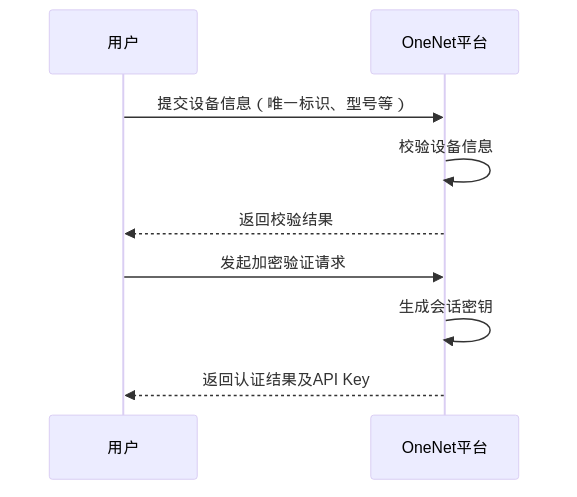 用户
OneNet平台
提交设备信息（唯一标识、型号等）
校验设备信息
返回校验结果
发起加密验证请求
生成会话密钥
返回认证结果及API Key
用户
OneNet平台